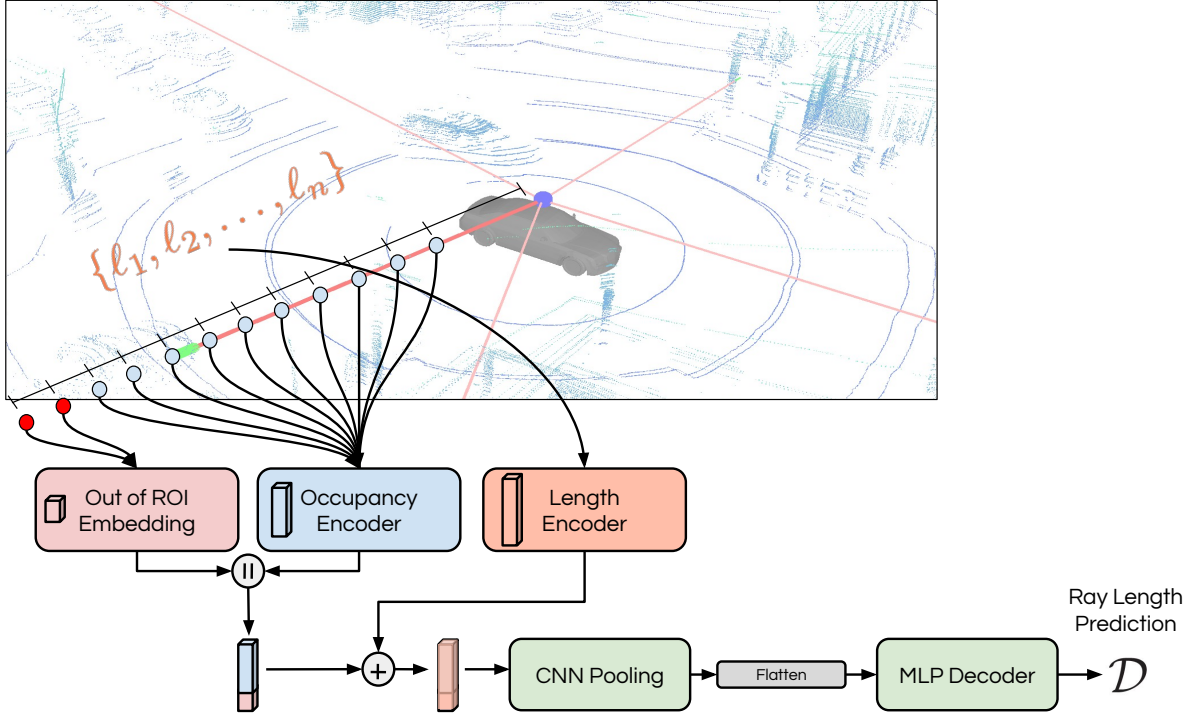 {ℓ₁, ℓ₂, ..., ℓₙ}
Out of ROI
Embedding
Occupancy
Encoder
Length
Encoder
||
+
CNN Pooling
Flatten
MLP Decoder
Ray Length
Prediction
𝒟